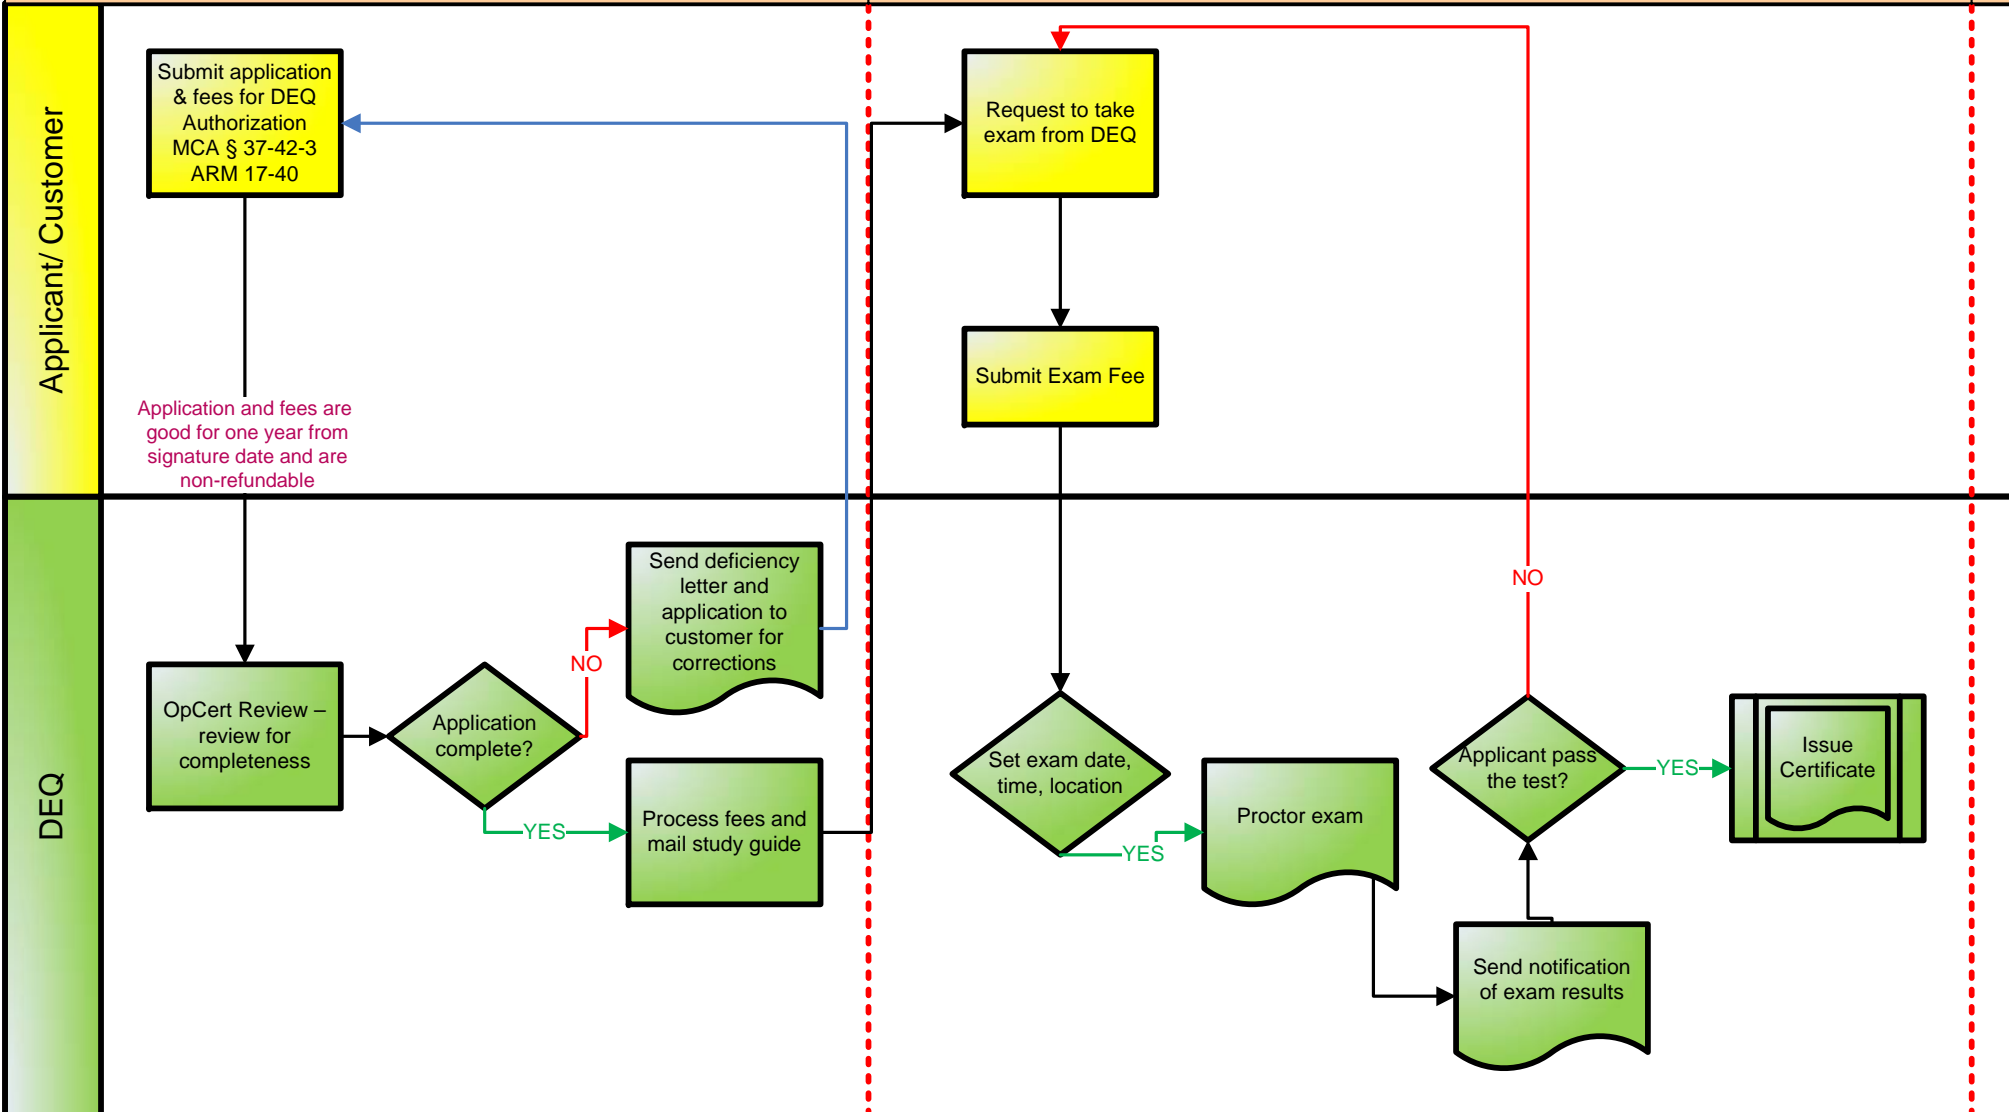 Applicant/ Customer
Submit application
& fees for DEQ
Authorization
MCA § 37-42-3
ARM 17-40
Request to take
exam from DEQ
Submit Exam Fee
Application and fees are
good for one year from
signature date and are
non-refundable
DEQ
OpCert Review –
review for
completeness
Application
complete?
NO
Send deficiency
letter and
application to
customer for
corrections
YES
Process fees and
mail study guide
Set exam date,
time, location
YES
Proctor exam
Send notification
of exam results
Applicant pass
the test?
NO
YES
Issue
Certificate